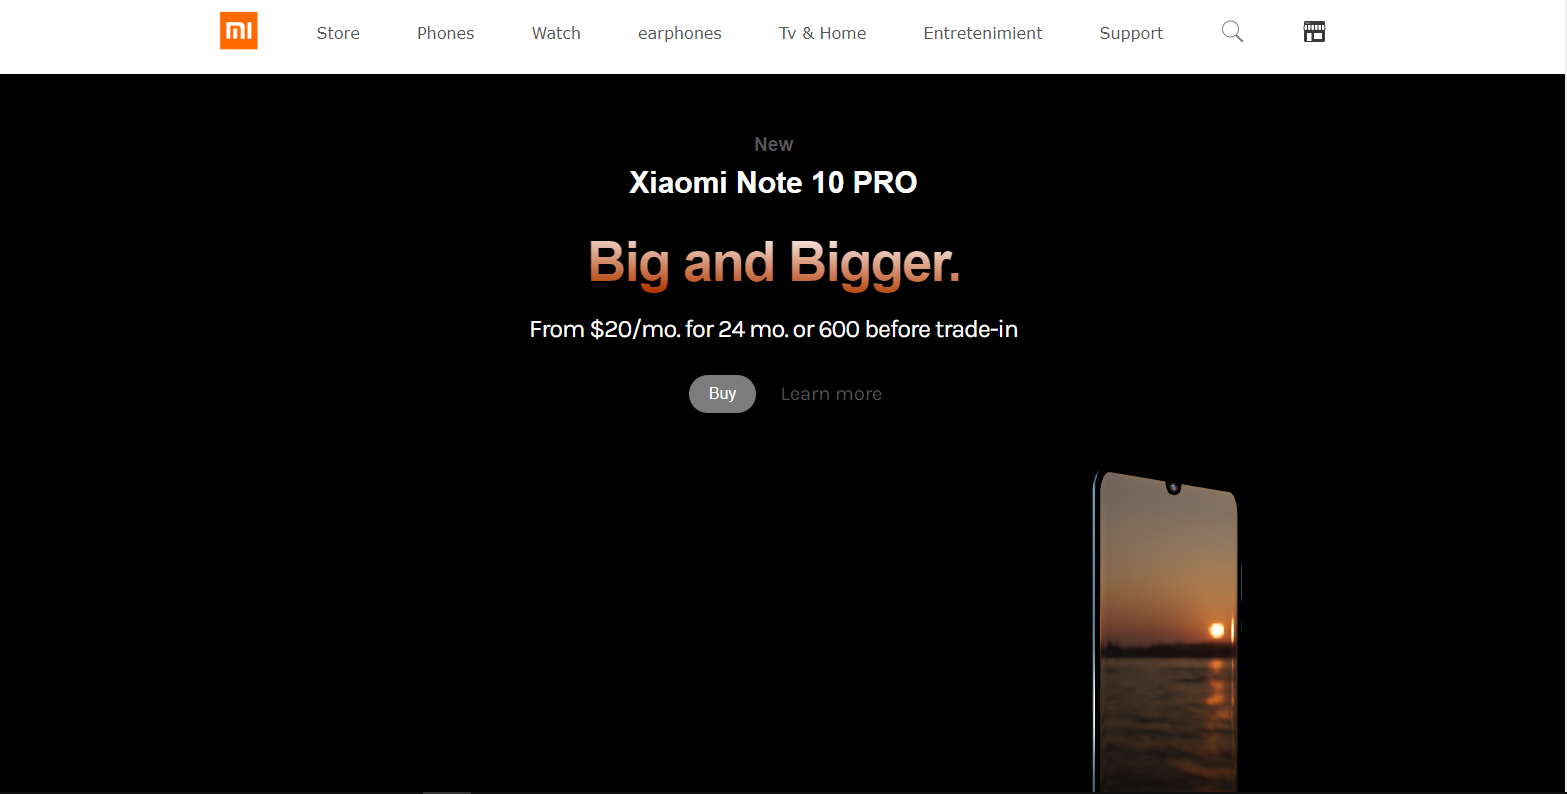 mi Store Phones Watch earphones Tv & Home Entretenimient Support
New
Xiaomi Note 10 PRO
Big and Bigger.
From $20/mo. for 24 mo. or 600 before trade-in
Buy Learn more